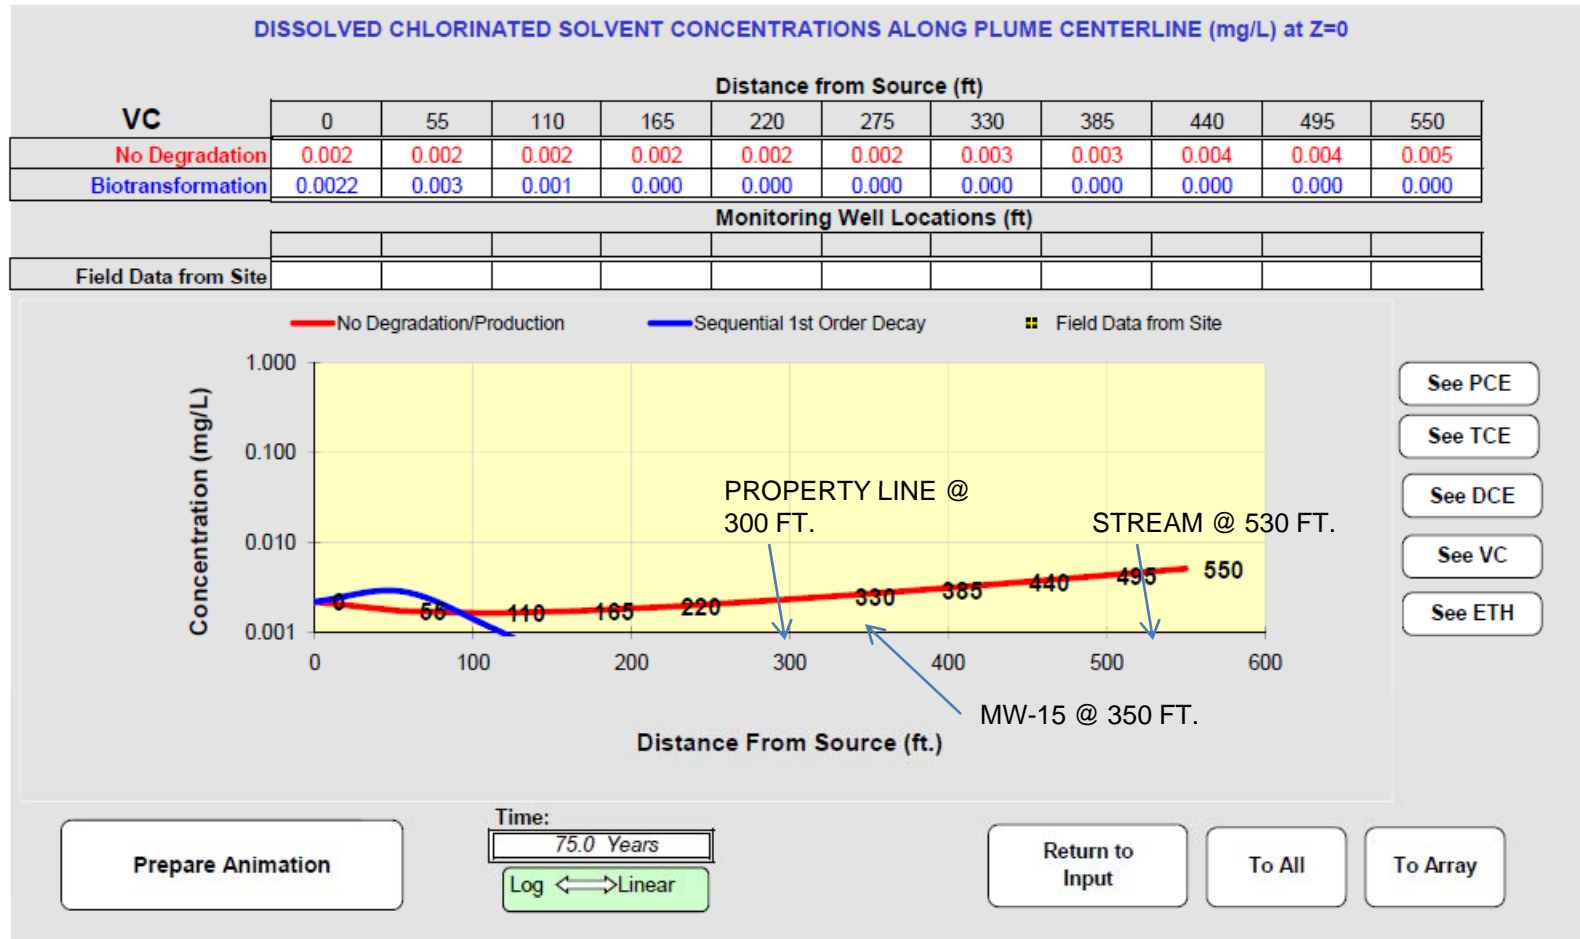 DISSOLVED CHLORINATED SOLVENT CONCENTRATIONS ALONG PLUME CENTERLINE (mg/L) at Z=0
Distance from Source (ft)
VC 0 55 110 165 220 275 330 385 440 495 550
No Degradation 0.002 0.002 0.002 0.002 0.002 0.002 0.003 0.003 0.004 0.004 0.005
Biotransformation 0.0022 0.003 0.001 0.000 0.000 0.000 0.000 0.000 0.000 0.000 0.000
Monitoring Well Locations (ft)
Field Data from Site
No Degradation/Production Sequential 1st Order Decay Field Data from Site
1.000
0.100
0.010
0.001
Concentration (mg/L)
PROPERTY LINE @
300 FT.
STREAM @ 530 FT.
0 55 110 165 220 330 385 440 495 550
0 100 200 300 400 500 600
MW-15 @ 350 FT.
Distance From Source (ft.)
See PCE
See TCE
See DCE
See VC
See ETH
Prepare Animation
Time:
75.0 Years
Log Linear
Return to
Input
To All
To Array